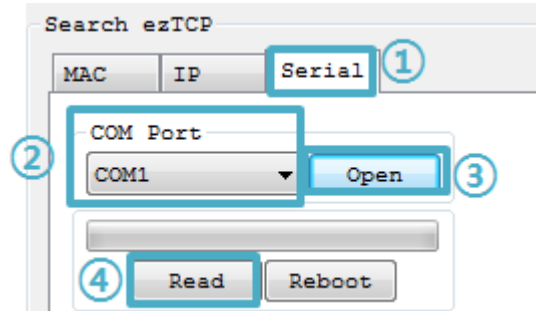 Search ezTCP
MAC IP Serial ①
COM Port
②
COM1 Open ③
④ Read Reboot